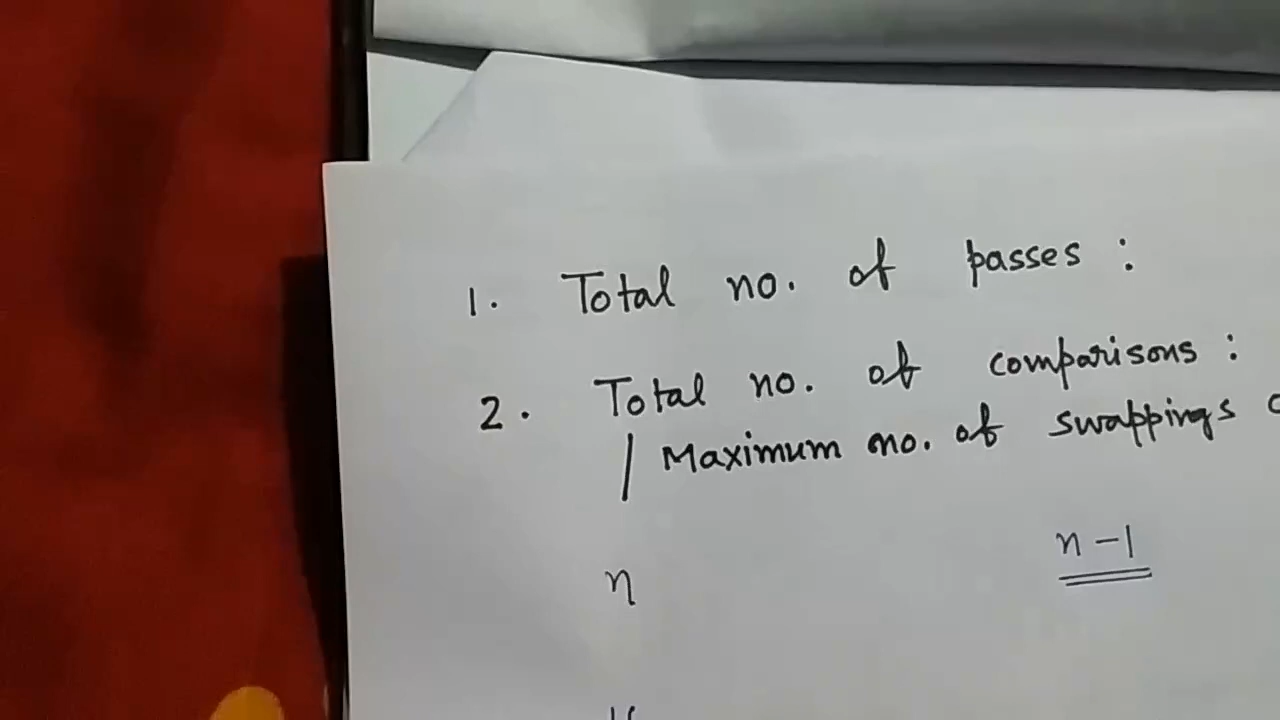 1. Total no. of passes :
2. Total no. of comparisons :
/ Maximum no. of swappings
n n-1